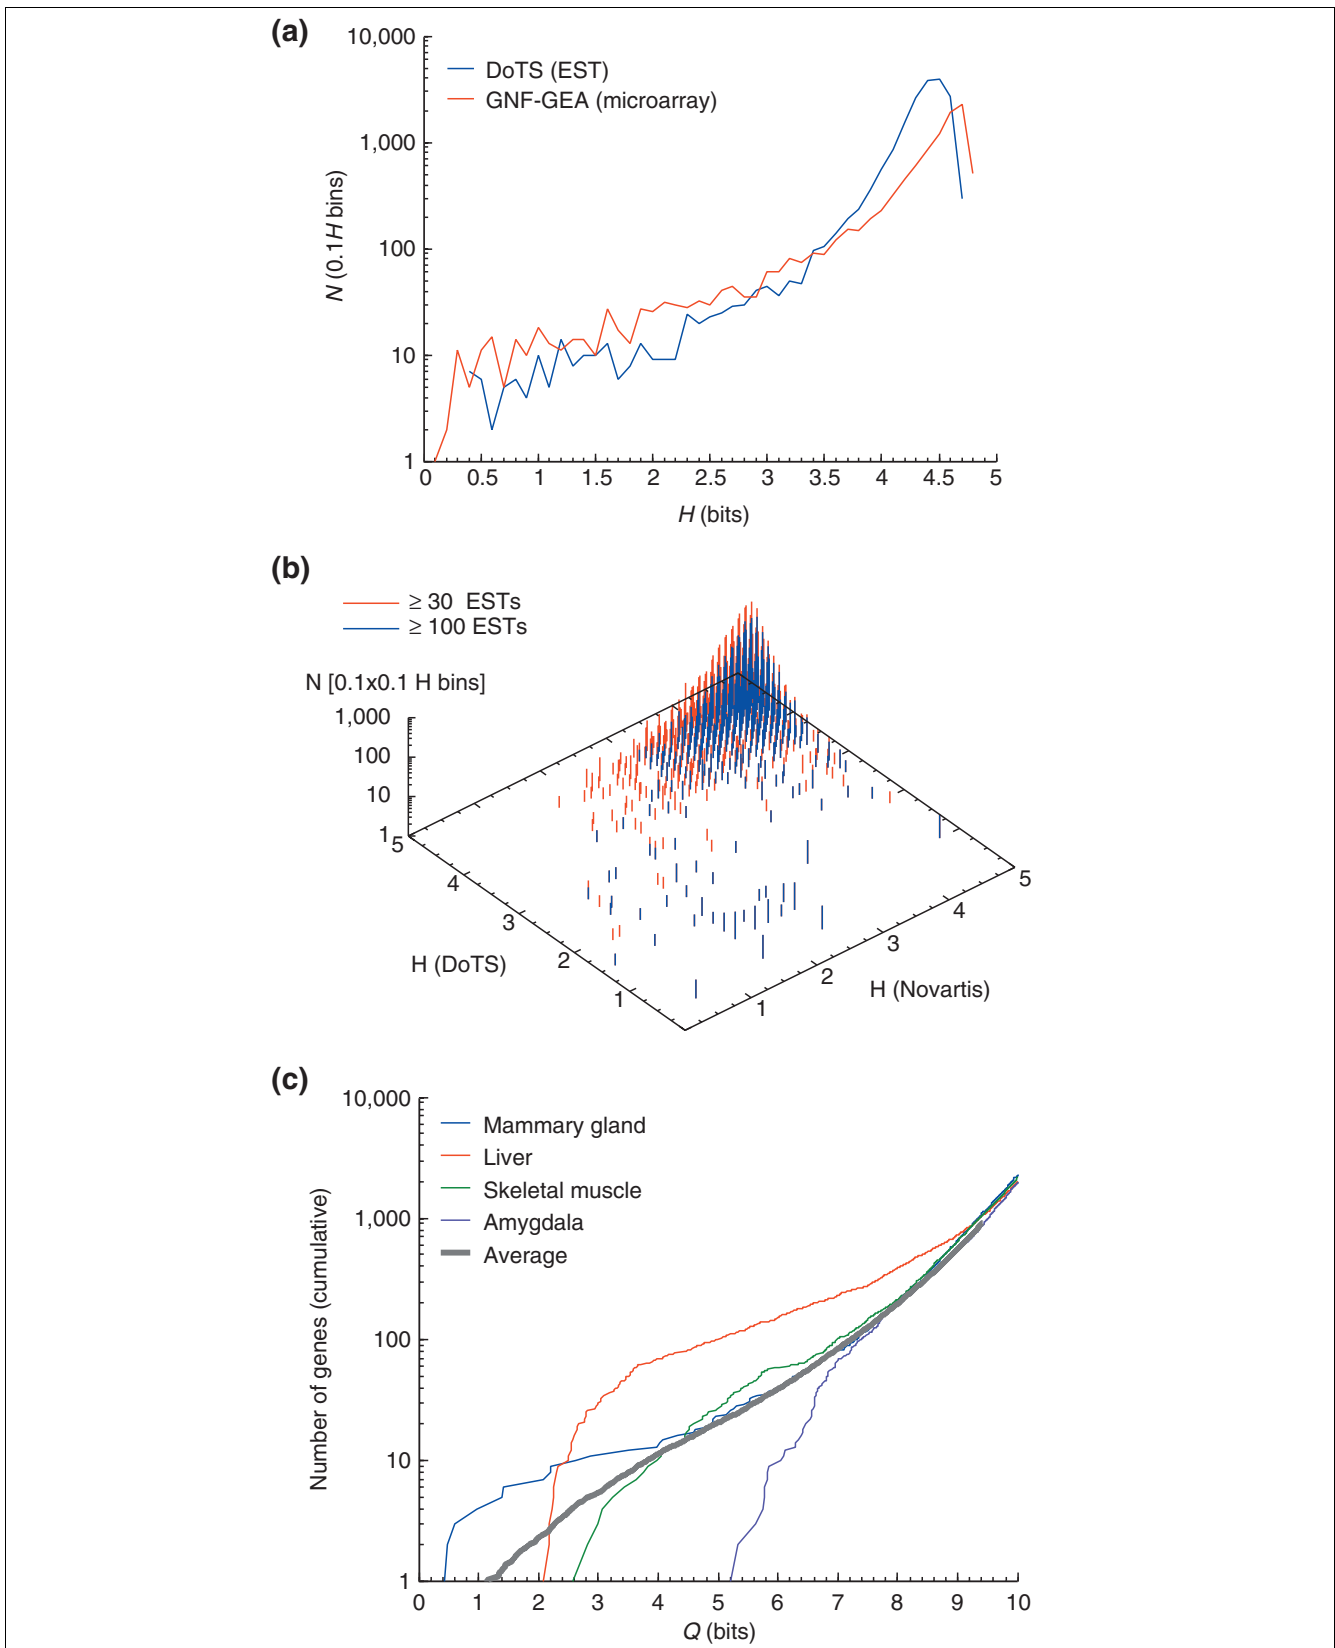 (a)
10,000
1,000
100
10
1
N (0.1H bins)
DoTS (EST)
GNF-GEA (microarray)
0 0.5 1 1.5 2 2.5 3 3.5 4 4.5 5
H (bits)
(b)
≥ 30 ESTs
≥ 100 ESTs
N [0.1x0.1 H bins]
1,000
100
10
1
5 4 3 2 1
H (DoTS)
1 2 3 4 5
H (Novartis)
(c)
10,000
1,000
100
10
1
Number of genes (cumulative)
Mammary gland
Liver
Skeletal muscle
Amygdala
Average
0 1 2 3 4 5 6 7 8 9 10
Q (bits)